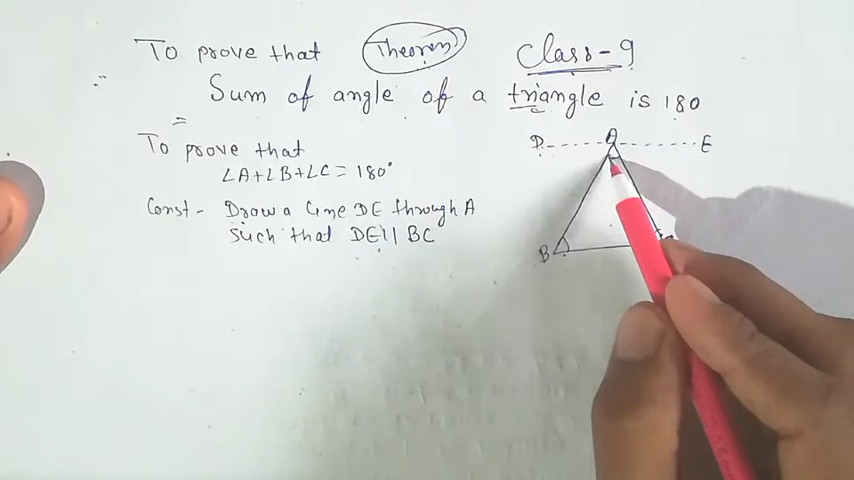 To prove that Theorem Class-9
Sum of angle of a triangle is 180
To prove that
∠A+∠B+∠C=180°
Const- Draw a line DE through A
such that DE||BC
D A E
B